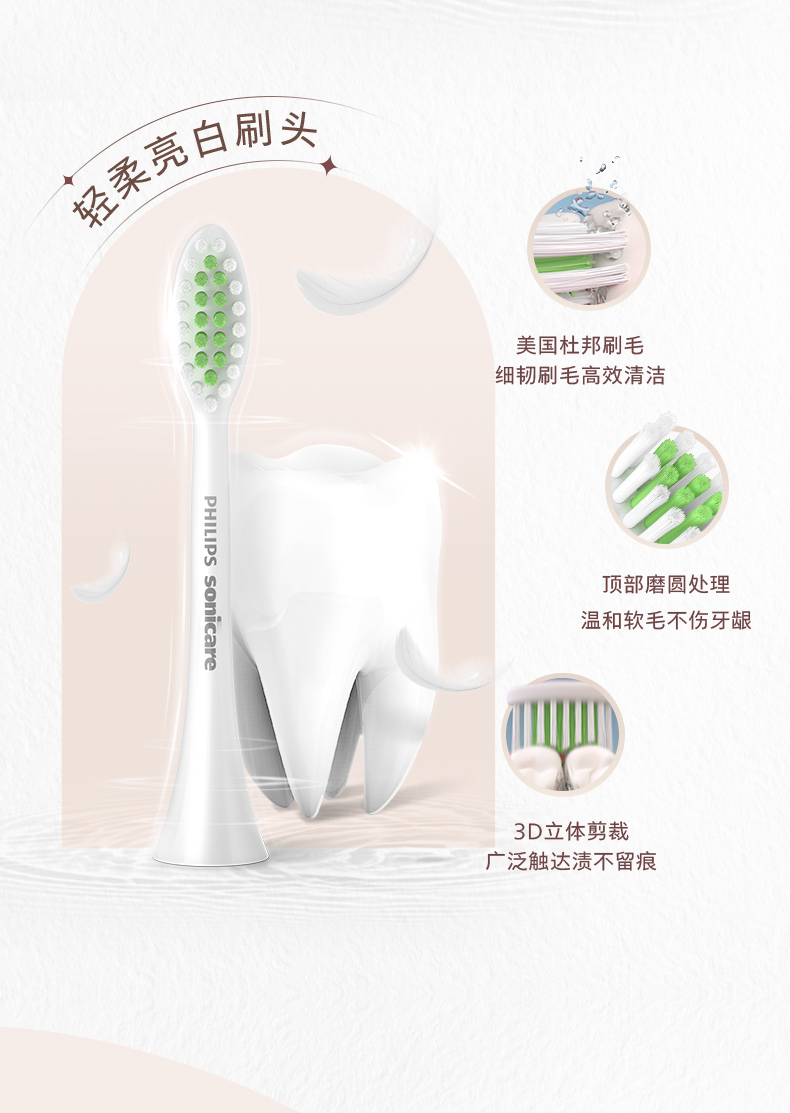 轻柔亮白刷头
美国杜邦刷毛
细韧刷毛高效清洁
顶部磨圆处理
温和软毛不伤牙龈
PHILIPS sonicare
3D立体剪裁
广泛触达渍不留痕